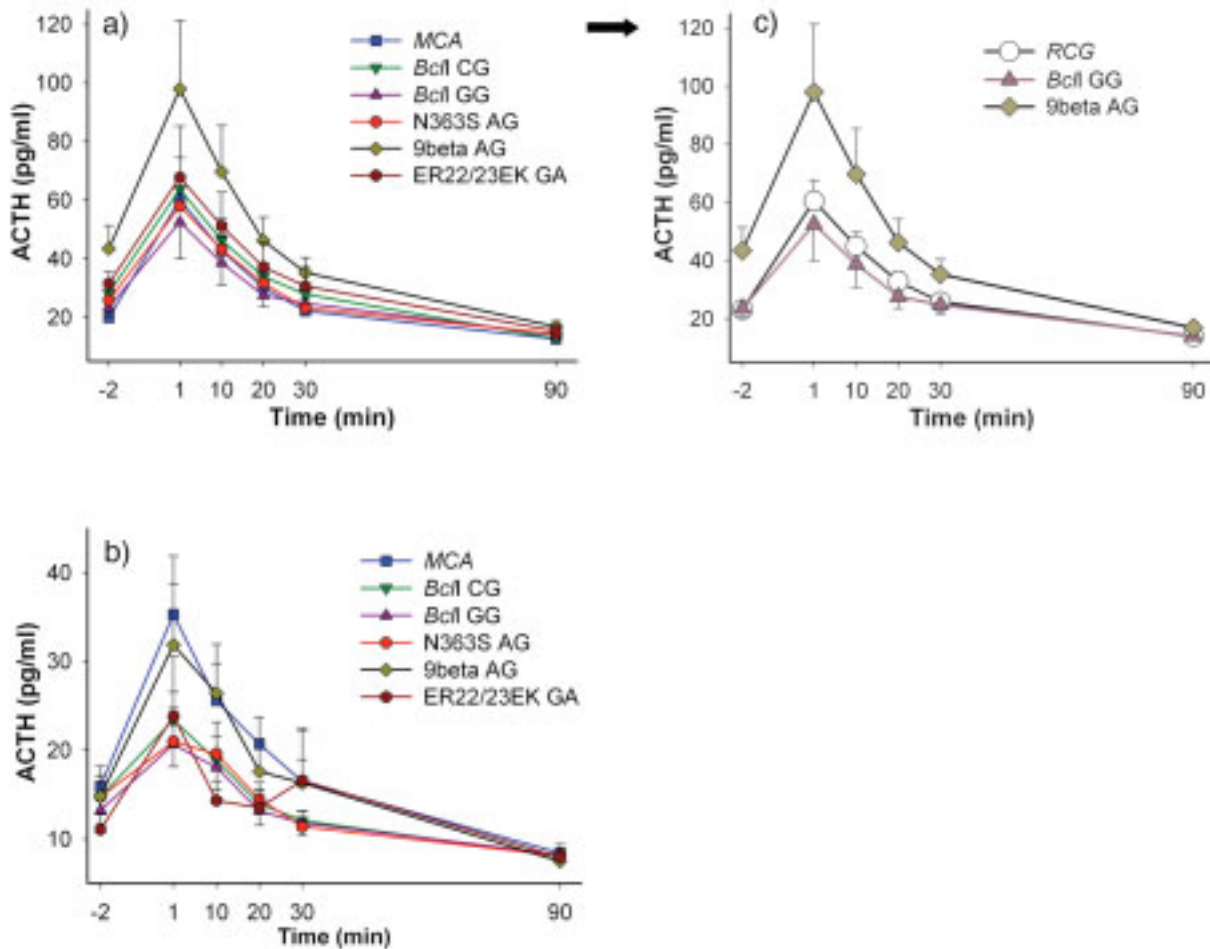 a)
MCA
BclI CG
BclI GG
N363S AG
9beta AG
ER22/23EK GA
ACTH (pg/ml)
120
100
80
60
40
20
-2 1 10 20 30 90
Time (min)
c)
RCG
BclI GG
9beta AG
ACTH (pg/ml)
120
100
80
60
40
20
-2 1 10 20 30 90
Time (min)
b)
MCA
BclI CG
BclI GG
N363S AG
9beta AG
ER22/23EK GA
ACTH (pg/ml)
40
30
20
10
-2 1 10 20 30 90
Time (min)